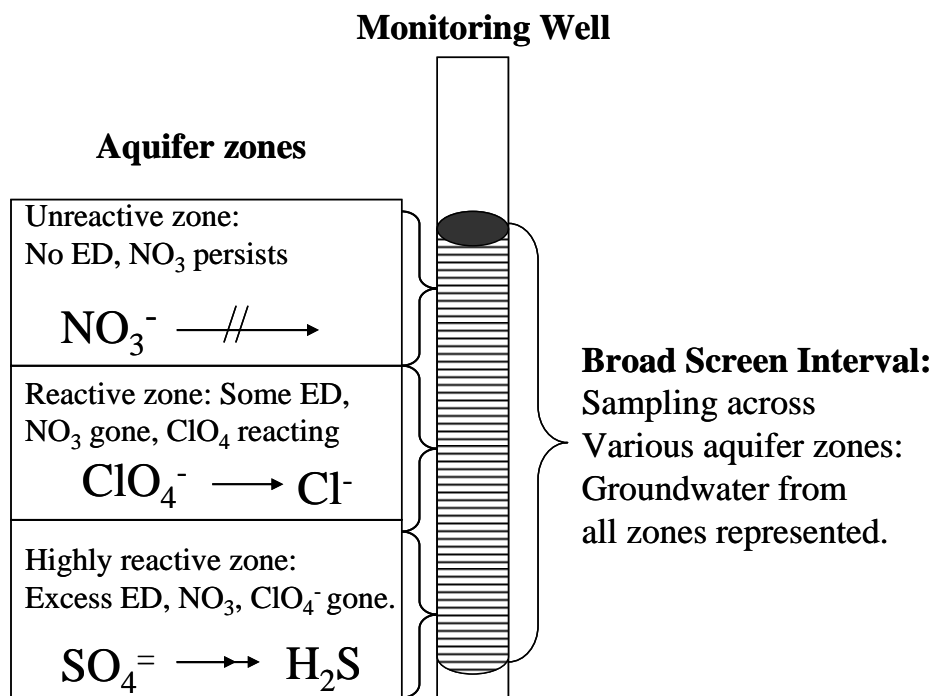 Monitoring Well
Aquifer zones
Unreactive zone:
No ED, NO₃ persists
NO₃⁻
Reactive zone: Some ED,
NO₃ gone, ClO₄ reacting
ClO₄⁻ → Cl⁻
Highly reactive zone:
Excess ED, NO₃, ClO₄⁻ gone.
SO₄⁼ →→ H₂S
Broad Screen Interval:
Sampling across
Various aquifer zones:
Groundwater from
all zones represented.